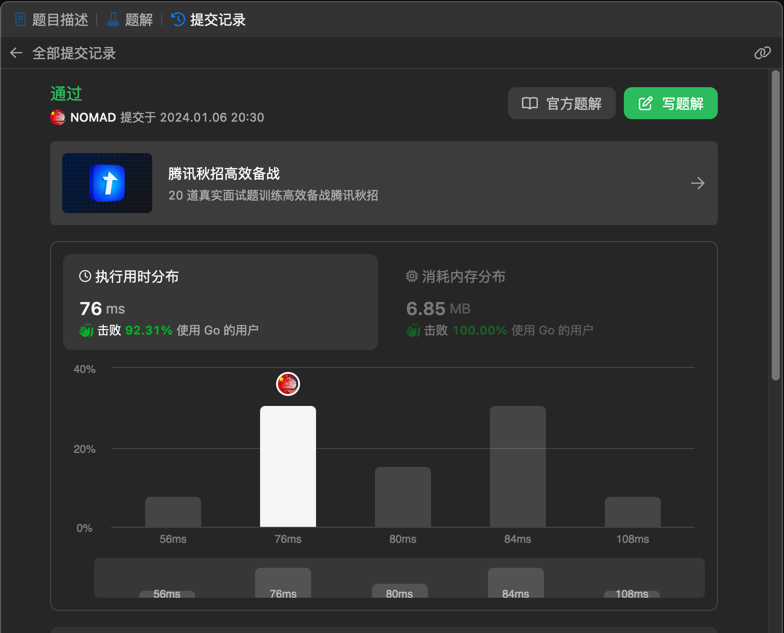 题目描述 题解 提交记录
全部提交记录
通过
NOMAD 提交于 2024.01.06 20:30
官方题解 写题解
腾讯秋招高效备战
20 道真实面试题训练高效备战腾讯秋招
执行用时分布 消耗内存分布
76 ms 6.85 MB
击败 92.31% 使用 Go 的用户 击败 100.00% 使用 Go 的用户
40%
20%
0%
56ms 76ms 80ms 84ms 108ms
56ms 76ms 80ms 84ms 108ms